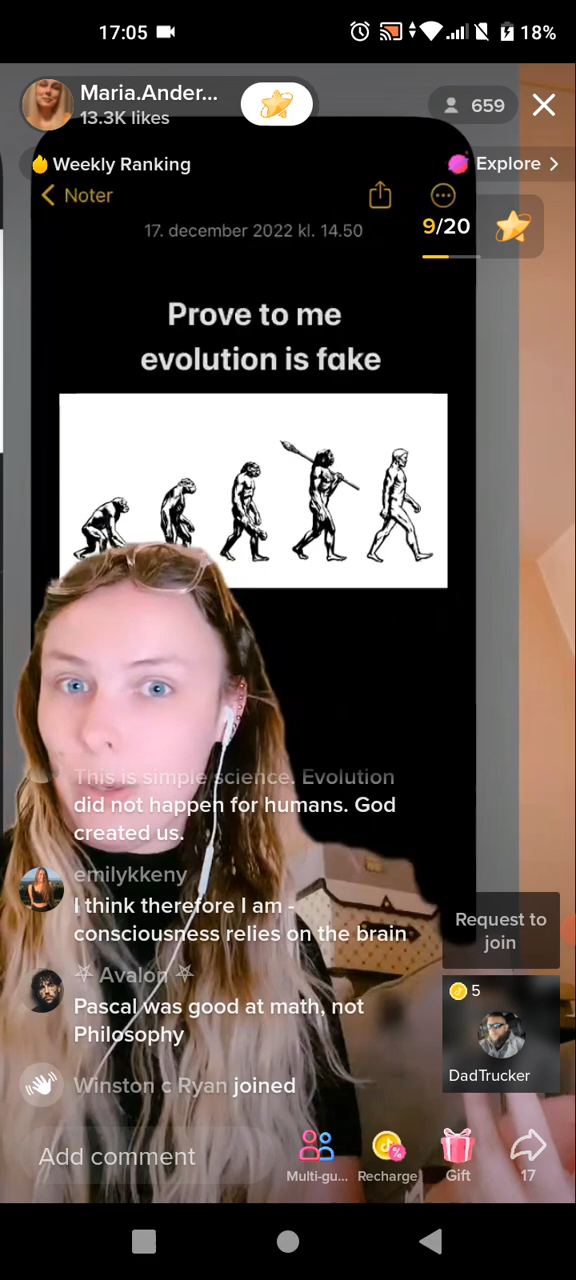 17:05
18%
Maria.Ander...
13.3K likes
659
Weekly Ranking
Explore
Noter
17. december 2022 kl. 14.50
9/20
Prove to me
evolution is fake
This is simple science. Evolution
did not happen for humans. God
created us.
emilykkeny
I think therefore I am -
consciousness relies on the brain
Avalon
Pascal was good at math, not
Philosophy
Winston c Ryan joined
Request to
join
5
DadTrucker
Add comment
Multi-gu...
Recharge
Gift
17